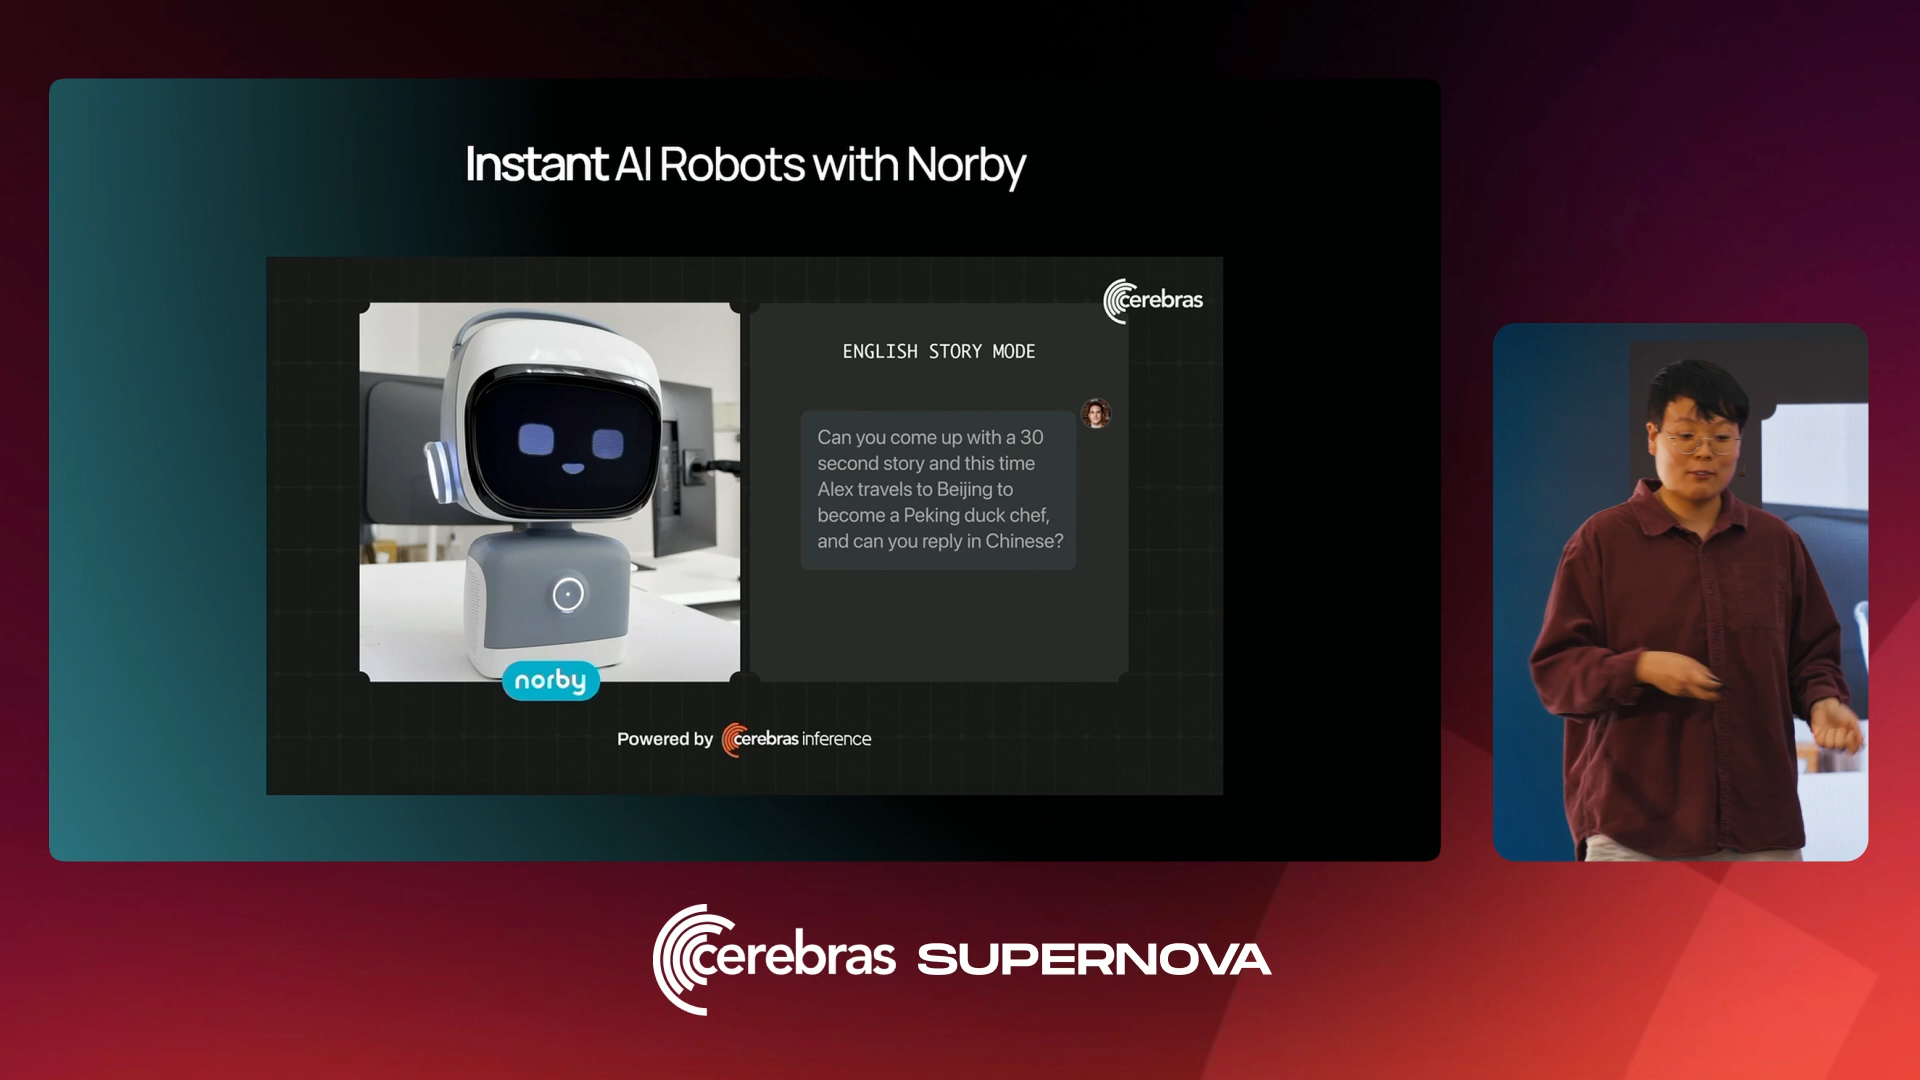 Instant AI Robots with Norby
cerebras
ENGLISH STORY MODE
Can you come up with a 30
second story and this time
Alex travels to Beijing to
become a Peking duck chef,
and can you reply in Chinese?
norby
Powered by cerebras inference
cerebras SUPERNOVA